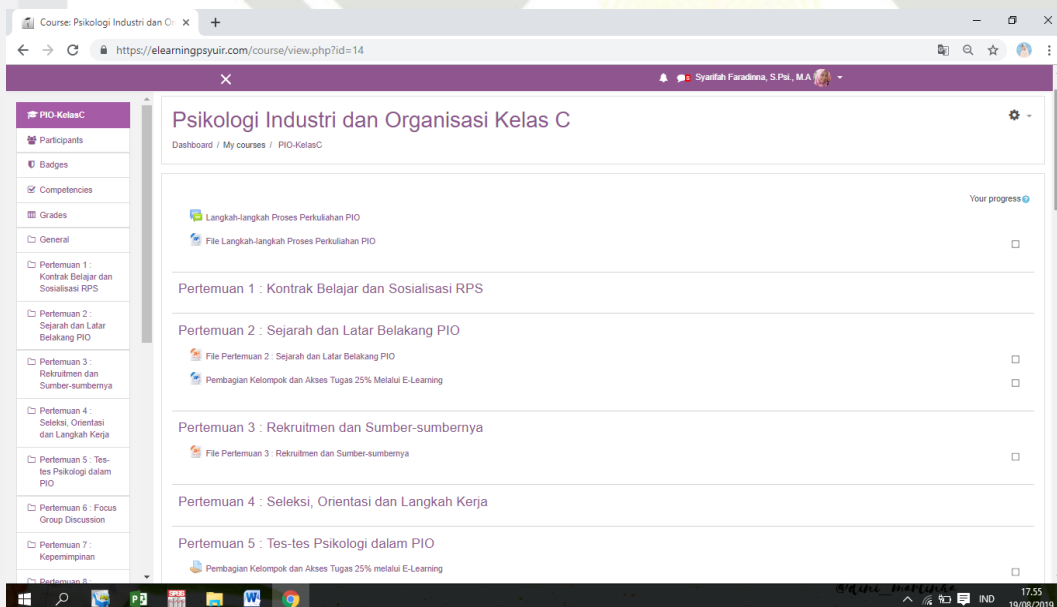 Course: Psikologi Industri dan Or
https://elearningpsyuir.com/course/view.php?id=14
Syarifah Faradinna, S.Psi., M.A
PIO-KelasC
Participants
Badges
Competencies
Grades
General
Pertemuan 1 :
Kontrak Belajar dan
Sosialisasi RPS
Pertemuan 2 :
Sejarah dan Latar
Belakang PIO
Pertemuan 3 :
Rekruitmen dan
Sumber-sumbernya
Pertemuan 4 :
Seleksi, Orientasi
dan Langkah Kerja
Pertemuan 5 : Tes-
tes Psikologi dalam
PIO
Pertemuan 6 : Focus
Group Discussion
Pertemuan 7 :
Kepemimpinan
Pertemuan 8 :
Psikologi Industri dan Organisasi Kelas C
Dashboard / My courses / PIO-KelasC
Your progress
Langkah-langkah Proses Perkuliahan PIO
File Langkah-langkah Proses Perkuliahan PIO
Pertemuan 1 : Kontrak Belajar dan Sosialisasi RPS
Pertemuan 2 : Sejarah dan Latar Belakang PIO
File Pertemuan 2 : Sejarah dan Latar Belakang PIO
Pembagian Kelompok dan Akses Tugas 25% Melalui E-Learning
Pertemuan 3 : Rekruitmen dan Sumber-sumbernya
File Pertemuan 3 : Rekruitmen dan Sumber-sumbernya
Pertemuan 4 : Seleksi, Orientasi dan Langkah Kerja
Pertemuan 5 : Tes-tes Psikologi dalam PIO
Pembagian Kelompok dan Akses Tugas 25% melalui E-Learning
IND
17.55
19/08/2019